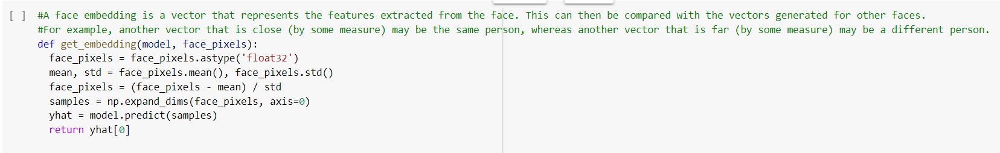 [ ] #A face embedding is a vector that represents the features extracted from the face. This can then be compared with the vectors generated for other faces.
#For example, another vector that is close (by some measure) may be the same person, whereas another vector that is far (by some measure) may be a different person.
def get_embedding(model, face_pixels):
  face_pixels = face_pixels.astype('float32')
  mean, std = face_pixels.mean(), face_pixels.std()
  face_pixels = (face_pixels - mean) / std
  samples = np.expand_dims(face_pixels, axis=0)
  yhat = model.predict(samples)
  return yhat[0]